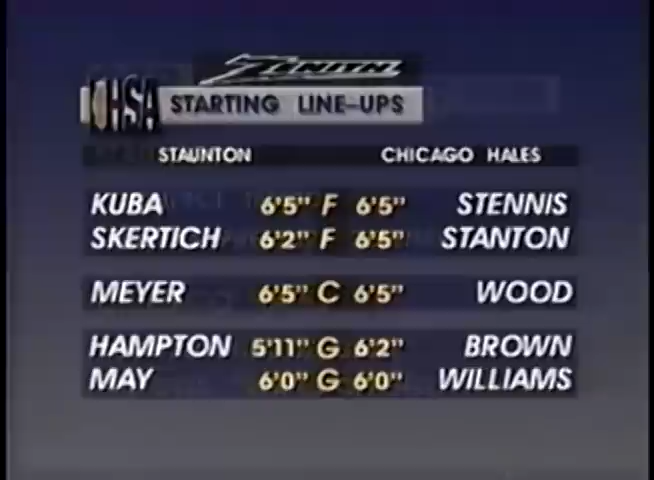 ZENITH
IHSA STARTING LINE-UPS
STAUNTON CHICAGO HALES
KUBA 6'5" F 6'5" STENNIS
SKERTICH 6'2" F 6'5" STANTON
MEYER 6'5" C 6'5" WOOD
HAMPTON 5'11" G 6'2" BROWN
MAY 6'0" G 6'0" WILLIAMS